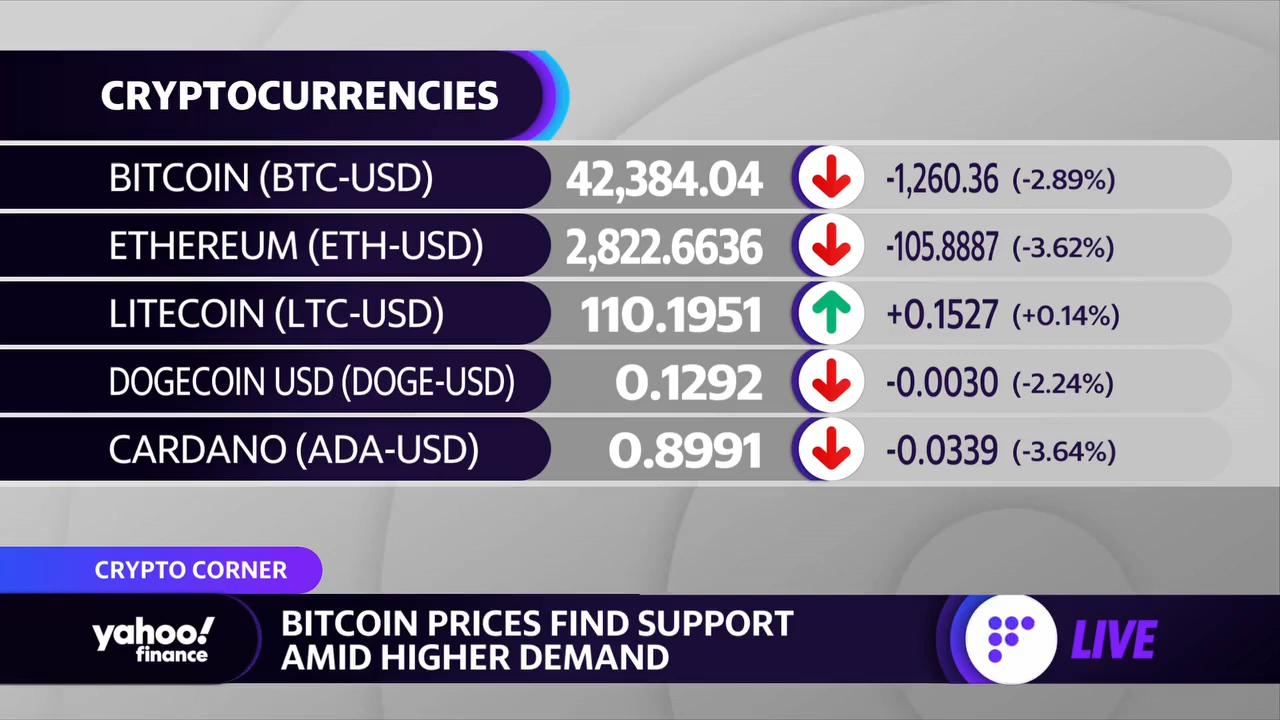 CRYPTOCURRENCIES
BITCOIN (BTC-USD) 42,384.04 -1,260.36 (-2.89%)
ETHEREUM (ETH-USD) 2,822.6636 -105.8887 (-3.62%)
LITECOIN (LTC-USD) 110.1951 +0.1527 (+0.14%)
DOGECOIN USD (DOGE-USD) 0.1292 -0.0030 (-2.24%)
CARDANO (ADA-USD) 0.8991 -0.0339 (-3.64%)
CRYPTO CORNER
yahoo!
finance
BITCOIN PRICES FIND SUPPORT
AMID HIGHER DEMAND
LIVE